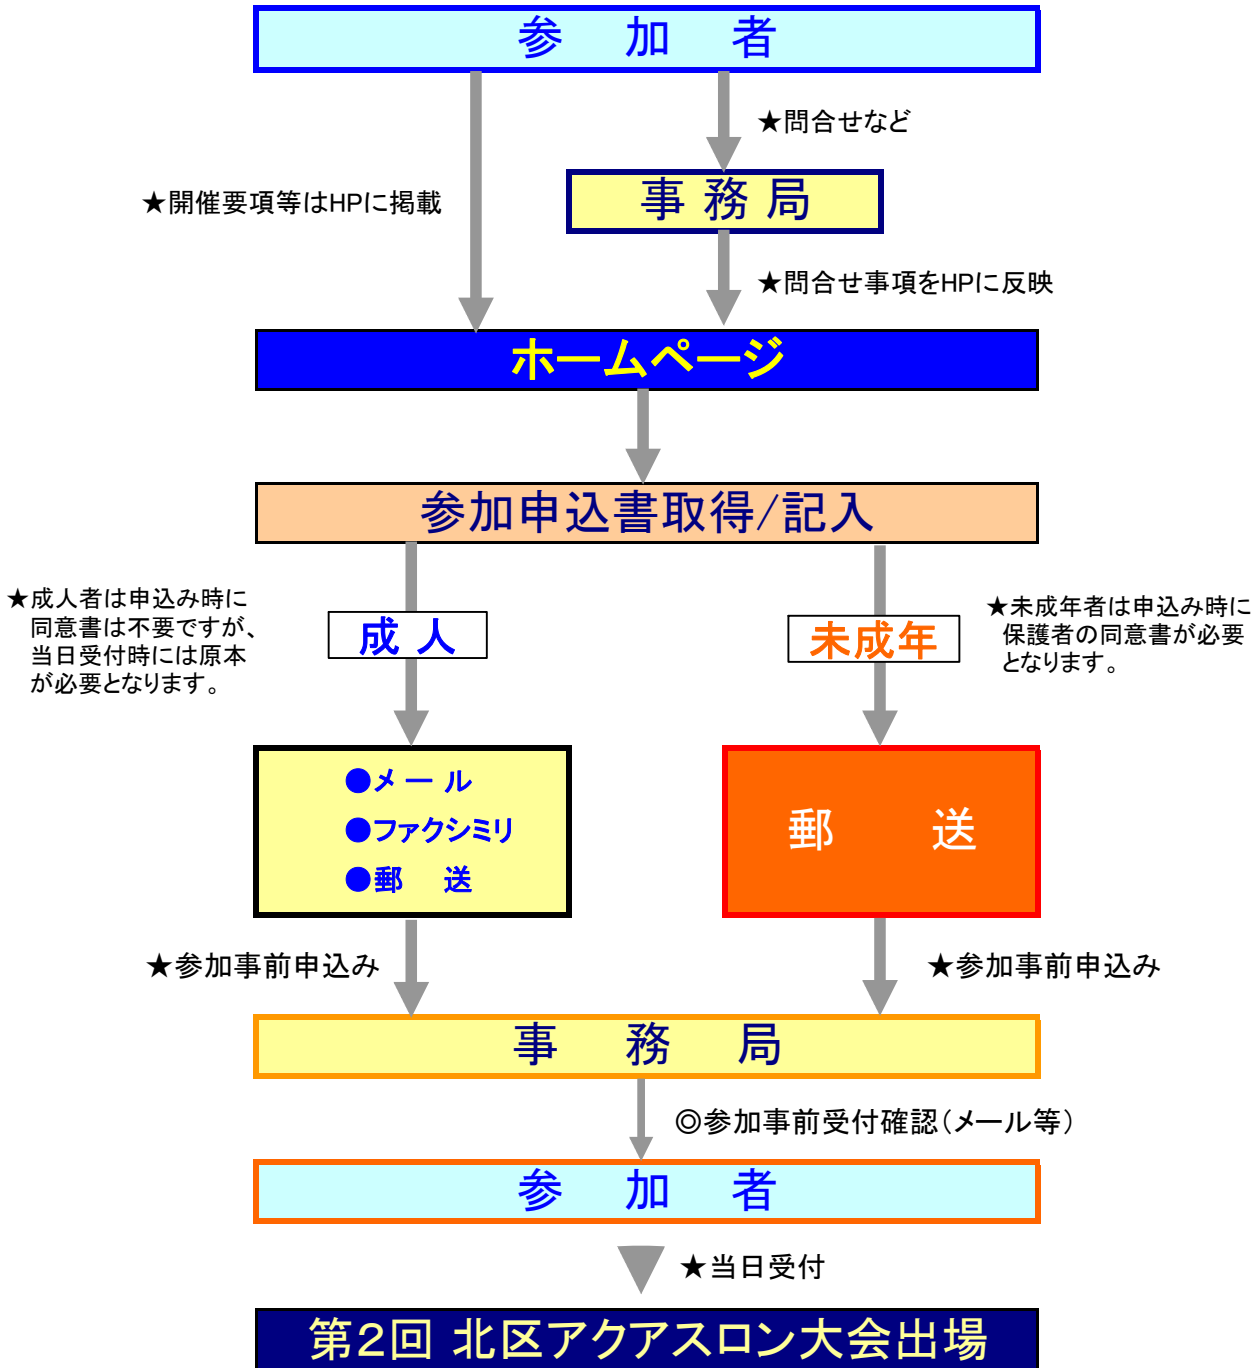 参 加 者
★問合せなど
★開催要項等はHPに掲載
事 務 局
★問合せ事項をHPに反映
ホームページ
参加申込書取得/記入
★成人者は申込み時に
同意書は不要ですが、
当日受付時には原本
が必要となります。
成 人
未成年
★未成年者は申込み時に
保護者の同意書が必要
となります。
●メール
●ファクシミリ
●郵 送
郵 送
★参加事前申込み
★参加事前申込み
事 務 局
◎参加事前受付確認(メール等)
参 加 者
★当日受付
第2回 北区アクアスロン大会出場